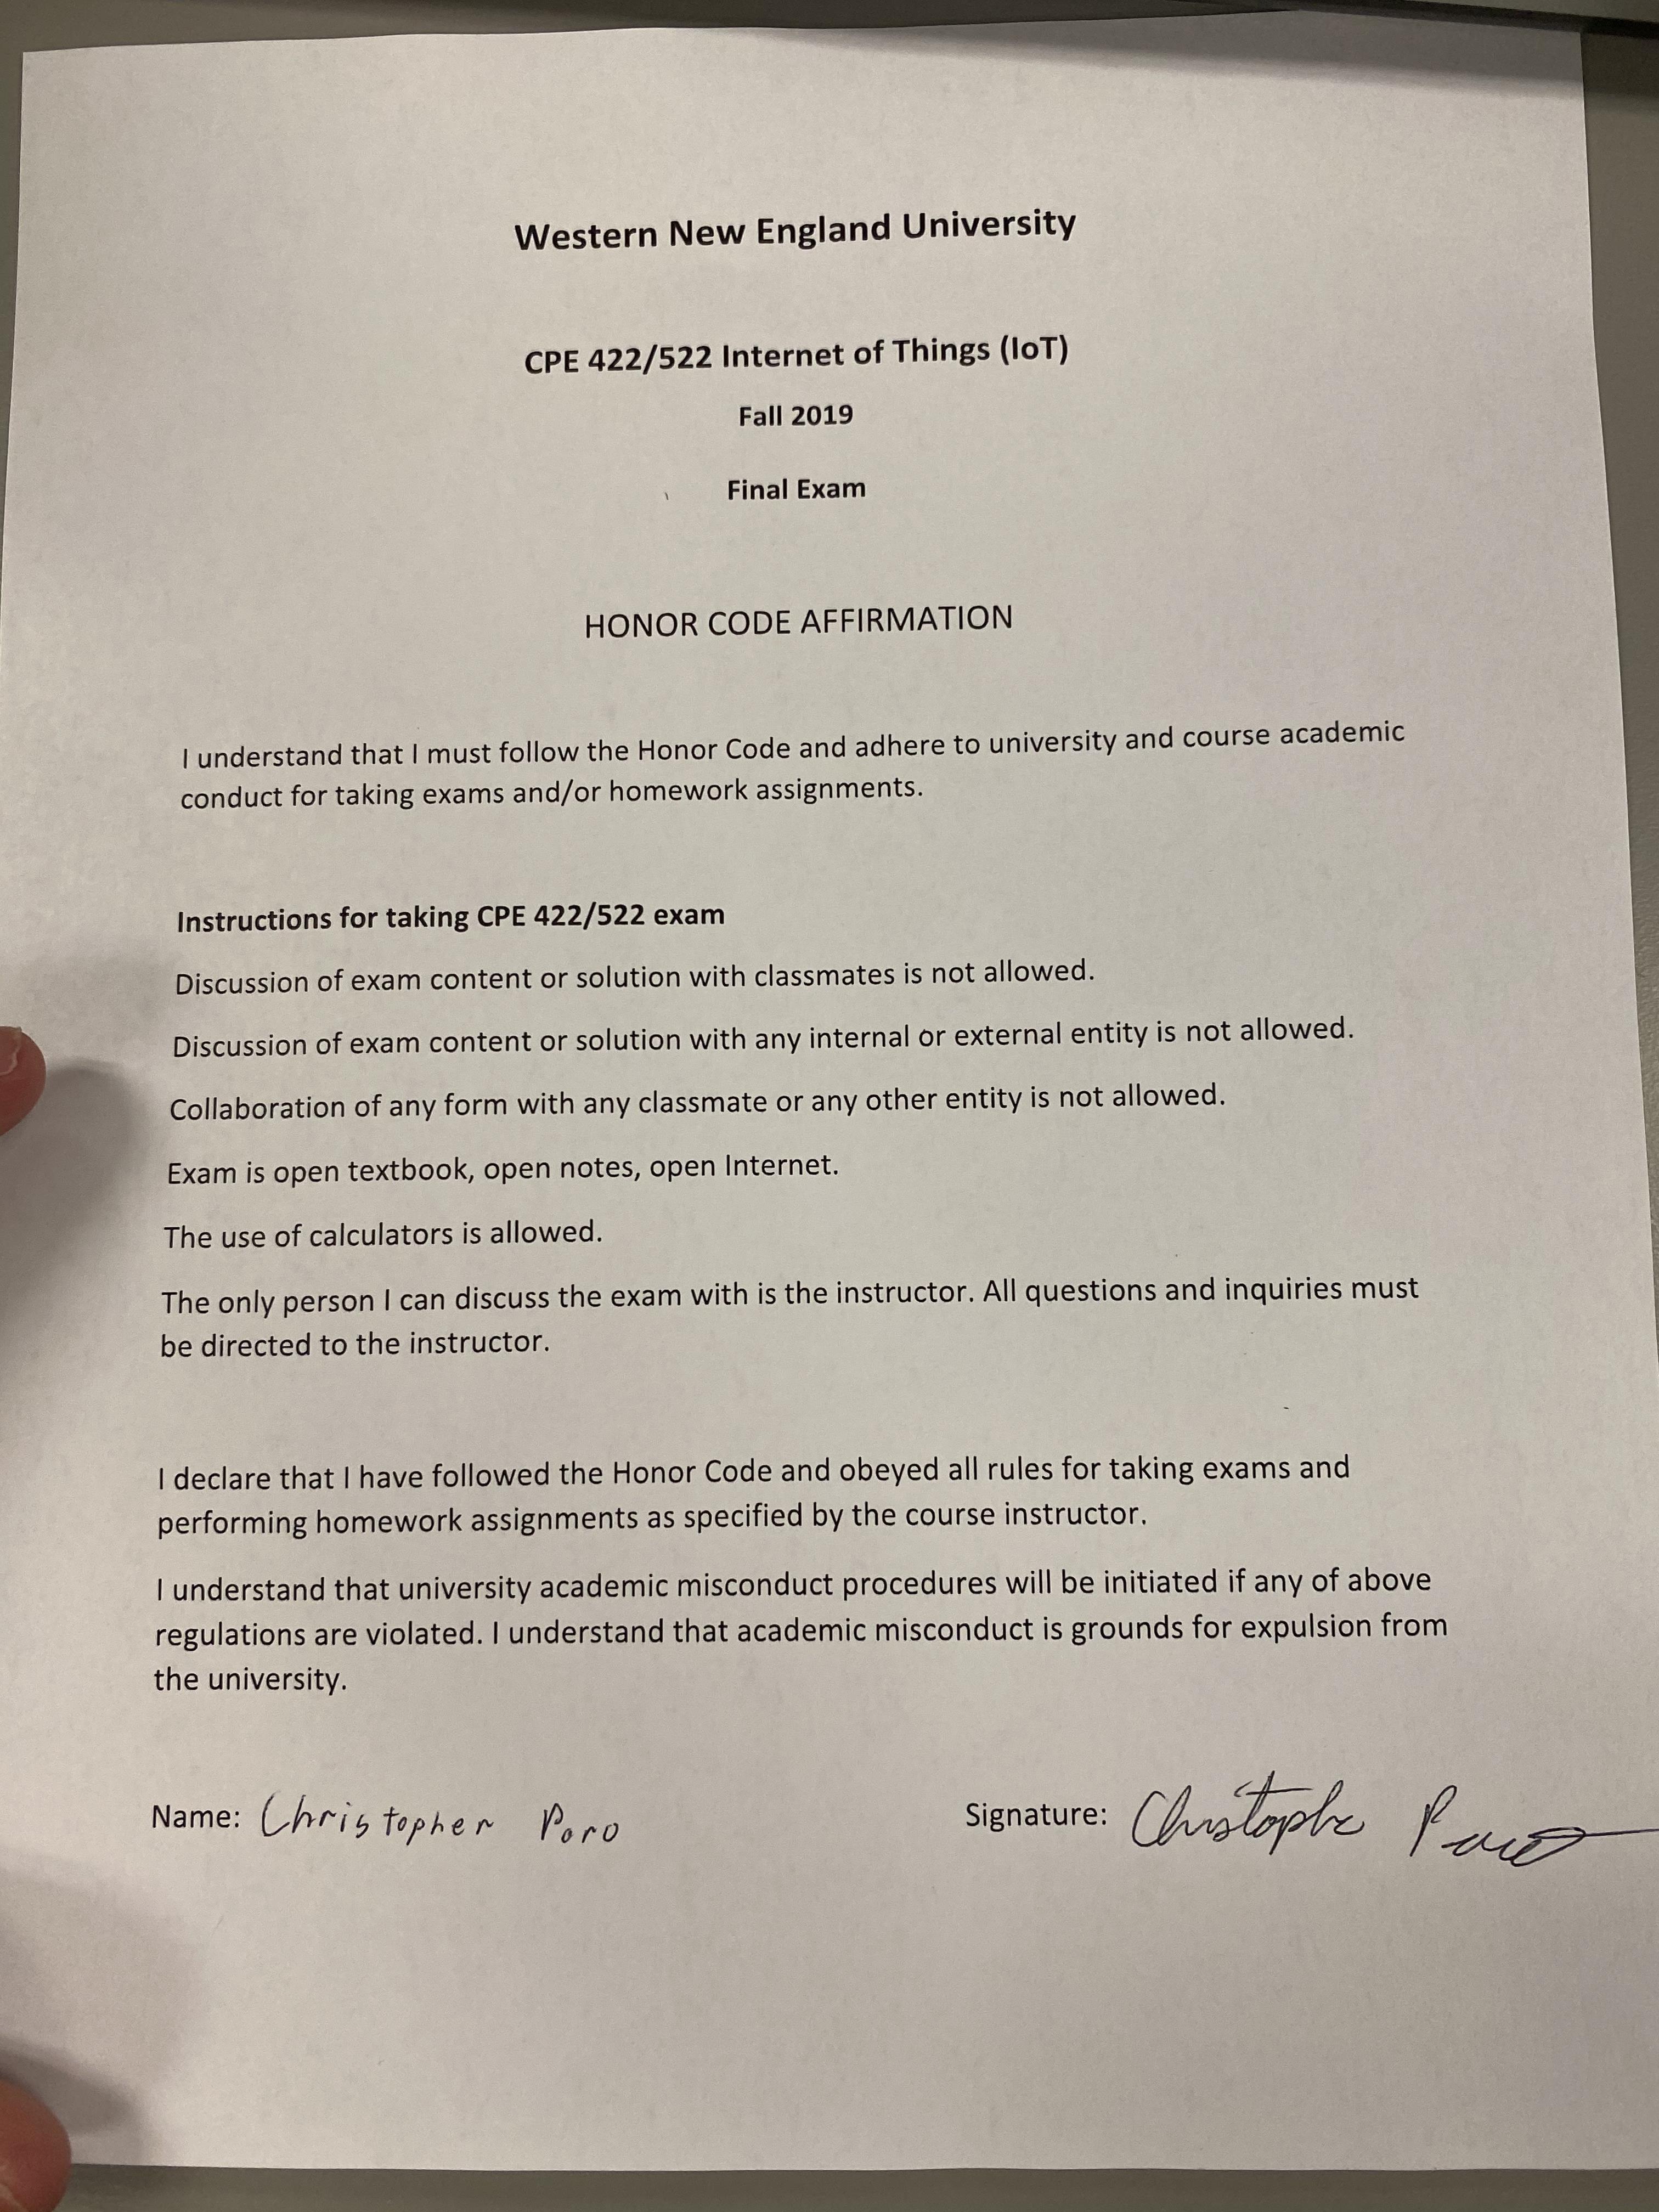 Western New England University
CPE 422/522 Internet of Things (IoT)
Fall 2019
Final Exam
HONOR CODE AFFIRMATION
I understand that I must follow the Honor Code and adhere to university and course academic
conduct for taking exams and/or homework assignments.
Instructions for taking CPE 422/522 exam
Discussion of exam content or solution with classmates is not allowed.
Discussion of exam content or solution with any internal or external entity is not allowed.
Collaboration of any form with any classmate or any other entity is not allowed.
Exam is open textbook, open notes, open Internet.
The use of calculators is allowed.
The only person I can discuss the exam with is the instructor. All questions and inquiries must
be directed to the instructor.
I declare that I have followed the Honor Code and obeyed all rules for taking exams and
performing homework assignments as specified by the course instructor.
I understand that university academic misconduct procedures will be initiated if any of above
regulations are violated. I understand that academic misconduct is grounds for expulsion from
the university.
Name: Christopher Poro Signature: Christopher Poro